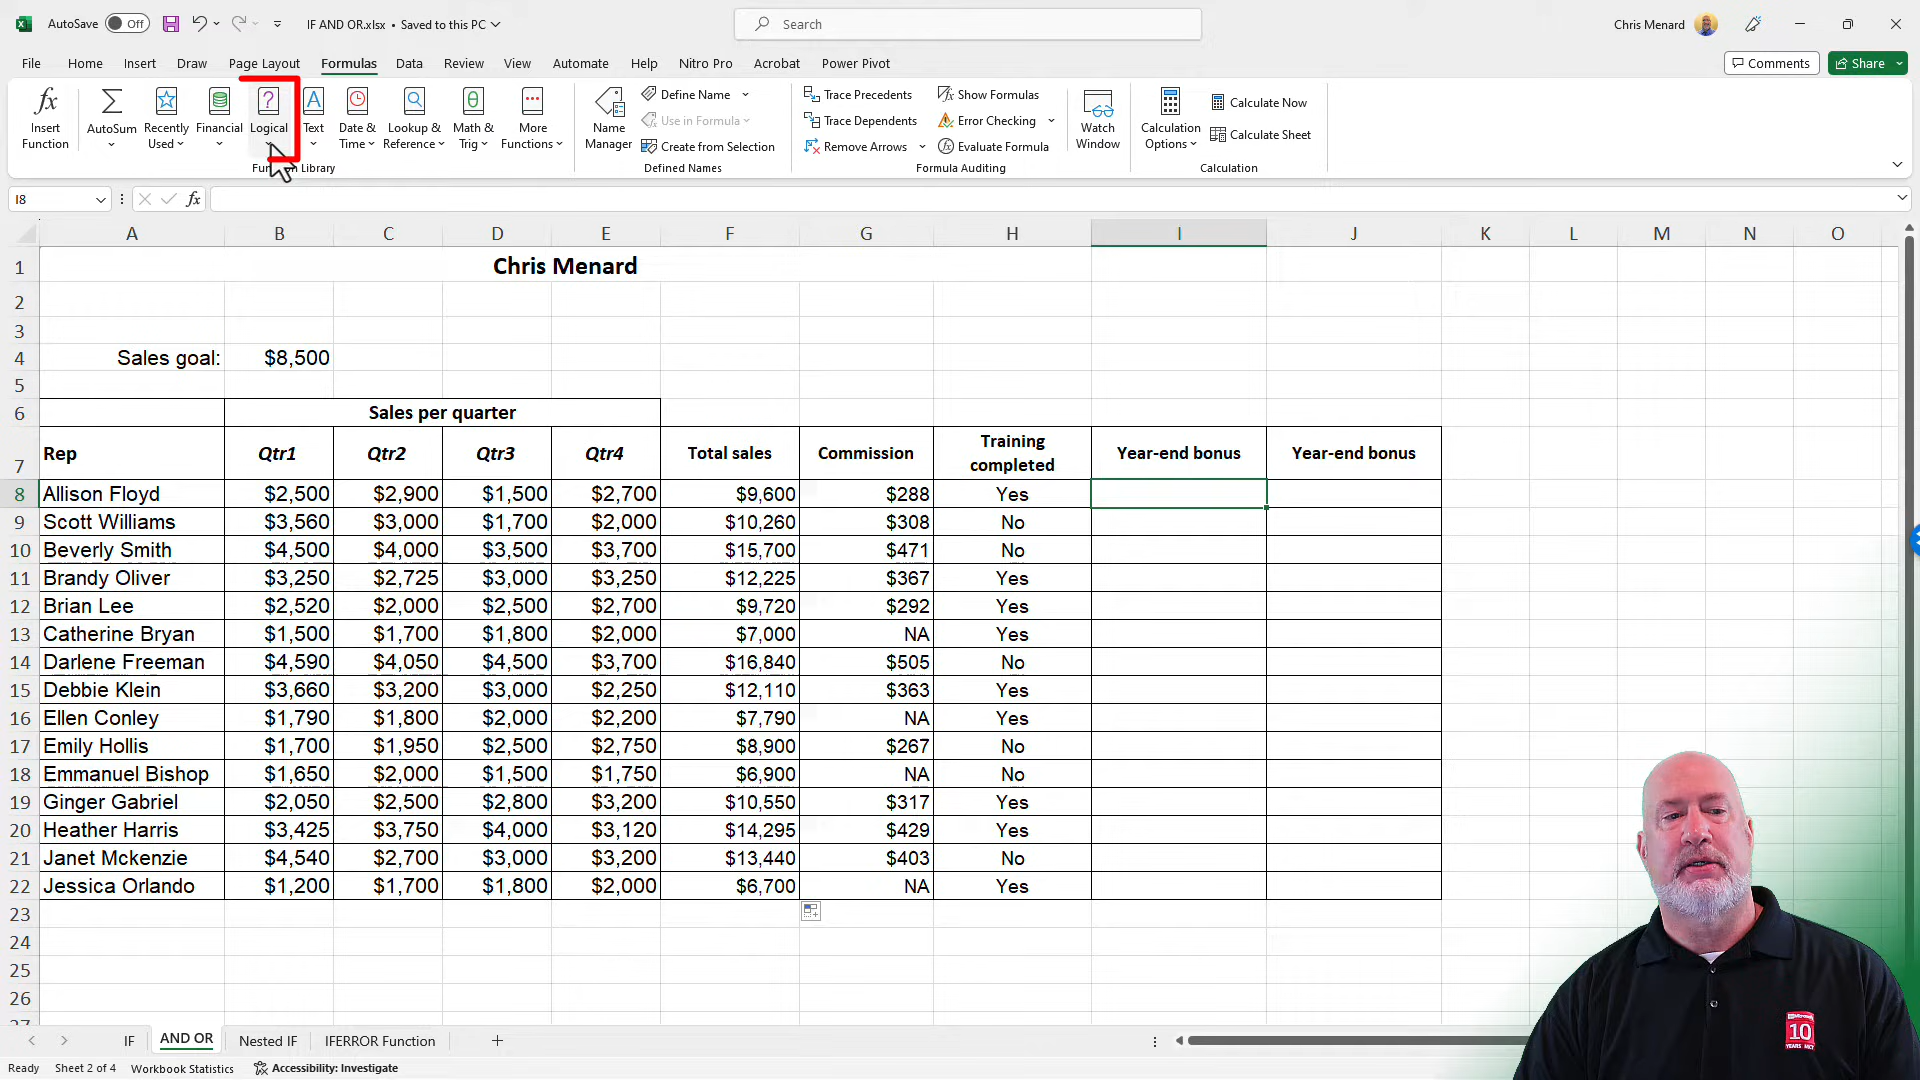 AutoSave Off IF AND OR.xlsx • Saved to this PC Search Chris Menard
File Home Insert Draw Page Layout Formulas Data Review View Automate Help Nitro Pro Acrobat Power Pivot Comments Share
Insert Function AutoSum Recently Used Financial Logical Text Date & Time Lookup & Reference Math & Trig More Functions
Name Manager Define Name Use in Formula Create from Selection
Trace Precedents Trace Dependents Remove Arrows Show Formulas Error Checking Evaluate Formula
Watch Window Calculation Options Calculate Now Calculate Sheet
Library Defined Names Formula Auditing Calculation
I8 fx
A B C D E F G H I J K L M N O
1 Chris Menard
2
3
4 Sales goal: $8,500
5
6 Sales per quarter
7 Rep Qtr1 Qtr2 Qtr3 Qtr4 Total sales Commission Training completed Year-end bonus Year-end bonus
8 Allison Floyd $2,500 $2,900 $1,500 $2,700 $9,600 $288 Yes
9 Scott Williams $3,560 $3,000 $1,700 $2,000 $10,260 $308 No
10 Beverly Smith $4,500 $4,000 $3,500 $3,700 $15,700 $471 No
11 Brandy Oliver $3,250 $2,725 $3,000 $3,250 $12,225 $367 Yes
12 Brian Lee $2,520 $2,000 $2,500 $2,700 $9,720 $292 Yes
13 Catherine Bryan $1,500 $1,700 $1,800 $2,000 $7,000 NA Yes
14 Darlene Freeman $4,590 $4,050 $4,500 $3,700 $16,840 $505 No
15 Debbie Klein $3,660 $3,200 $3,000 $2,250 $12,110 $363 Yes
16 Ellen Conley $1,790 $1,800 $2,000 $2,200 $7,790 NA Yes
17 Emily Hollis $1,700 $1,950 $2,500 $2,750 $8,900 $267 No
18 Emmanuel Bishop $1,650 $2,000 $1,500 $1,750 $6,900 NA No
19 Ginger Gabriel $2,050 $2,500 $2,800 $3,200 $10,550 $317 Yes
20 Heather Harris $3,425 $3,750 $4,000 $3,120 $14,295 $429 Yes
21 Janet Mckenzie $4,540 $2,700 $3,000 $3,200 $13,440 $403 No
22 Jessica Orlando $1,200 $1,700 $1,800 $2,000 $6,700 NA Yes
23
24
25
26
27
IF AND OR Nested IF IFERROR Function
Ready Sheet 2 of 4 Workbook Statistics Accessibility: Investigate
10
YEARS MCT